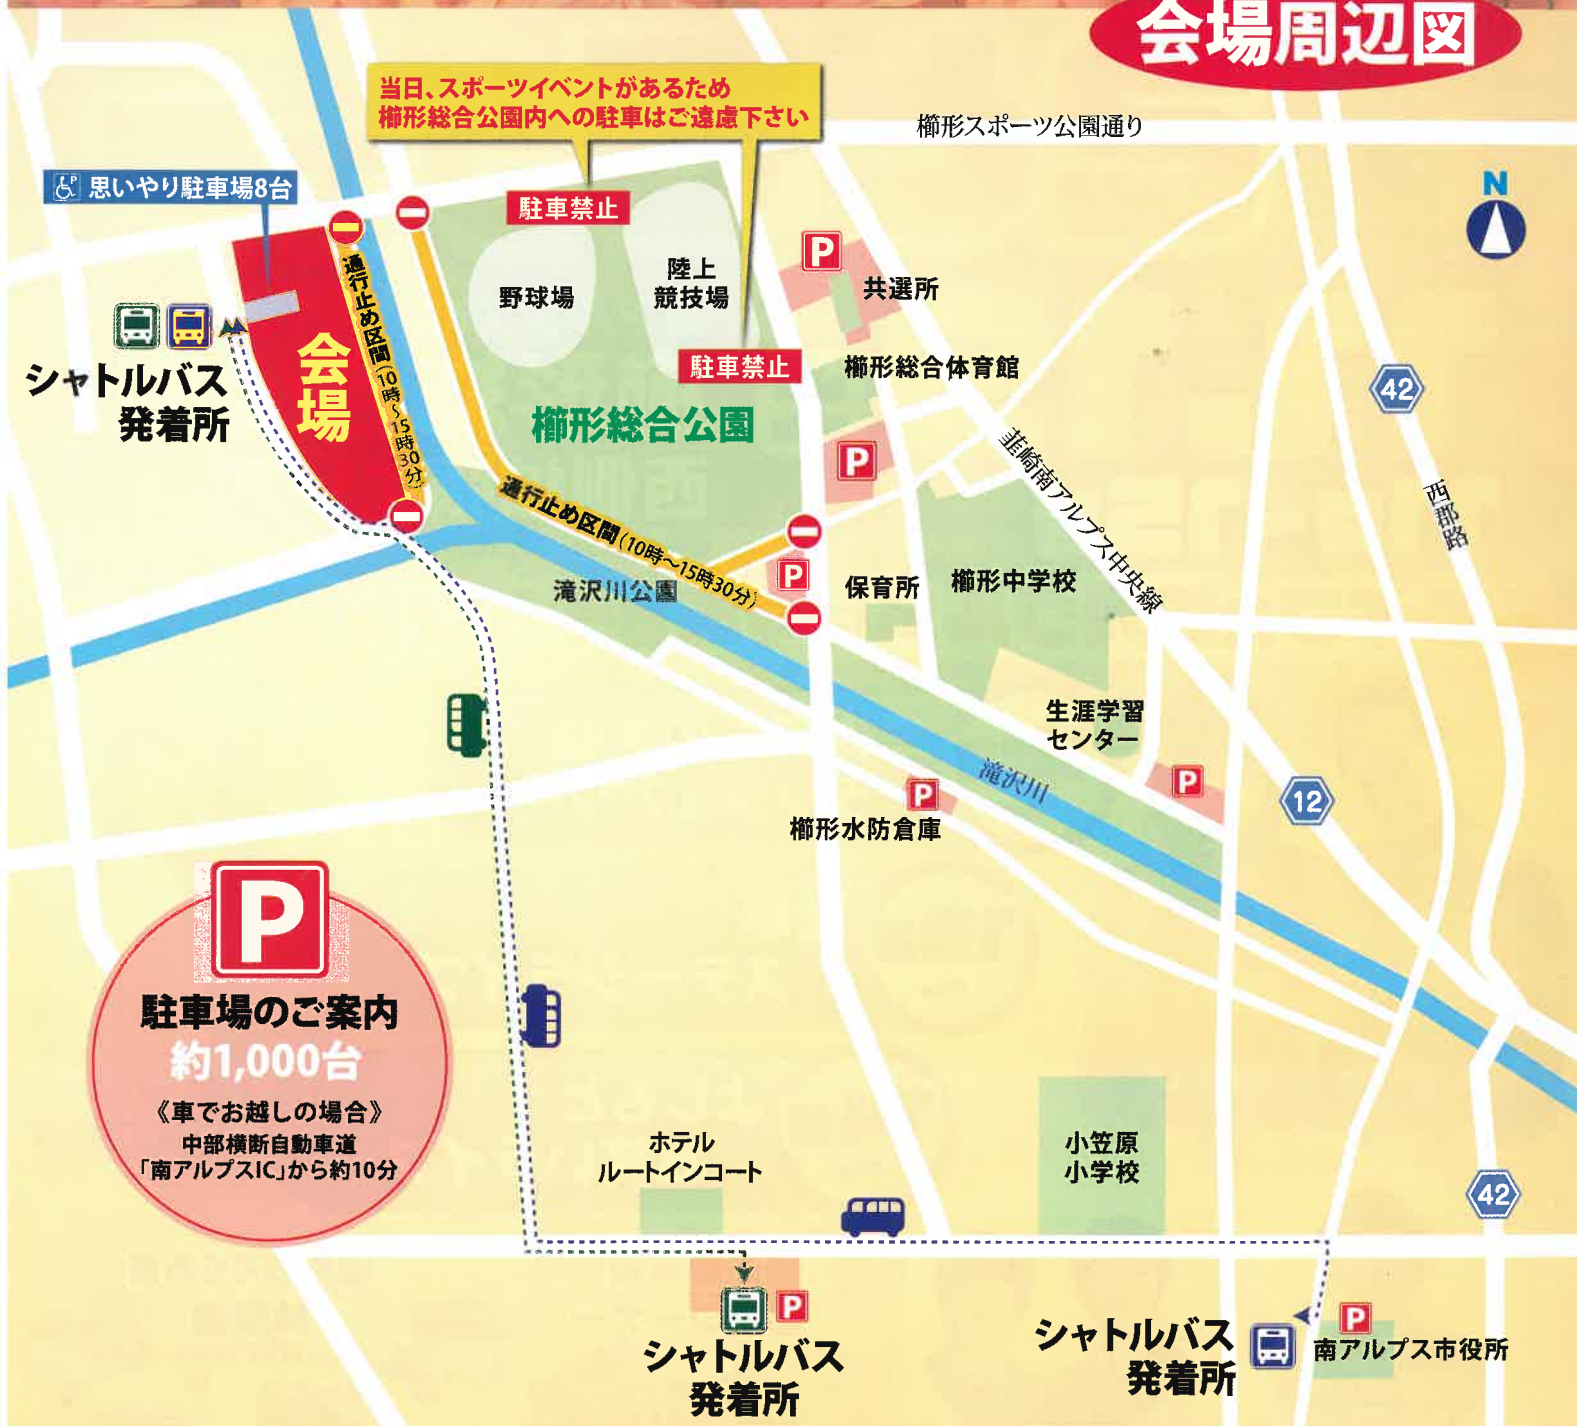 会場周辺図
当日、スポーツイベントがあるため
櫛形総合公園内への駐車はご遠慮下さい
櫛形スポーツ公園通り
思いやり駐車場8台
駐車禁止
N
通行止め区間(10時～15時30分)
野球場
陸上
競技場
P
共選所
シャトルバス
発着所
会場
駐車禁止
櫛形総合体育館
42
櫛形総合公園
P
韮崎南アルプス中央線
西郡路
通行止め区間(10時～15時30分)
滝沢川公園
P
保育所
櫛形中学校
生涯学習
センター
滝沢川
P
P
12
櫛形水防倉庫
P
駐車場のご案内
約1,000台
《車でお越しの場合》
中部横断自動車道
「南アルプスIC」から約10分
ホテル
ルートインコート
小笠原
小学校
42
P
シャトルバス
発着所
シャトルバス
発着所
P
南アルプス市役所